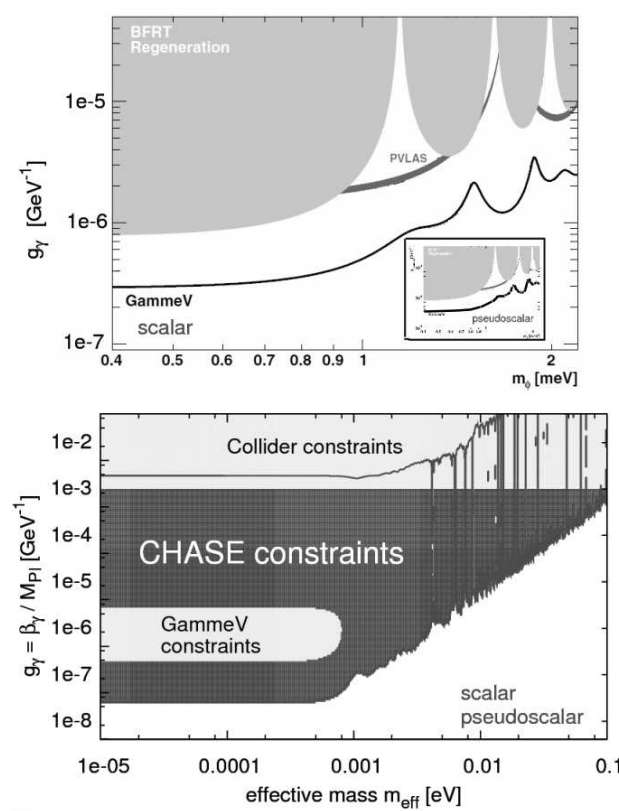 BFRT
Regeneration
1e-5
PVLAS
g_γ [GeV⁻¹]
1e-6
GammeV
scalar
pseudoscalar
1e-7
0.4 0.5 0.6 0.7 0.8 0.9 1 2
m_ϕ [meV]
1e-2
Collider constraints
1e-3
1e-4
CHASE constraints
1e-5
g_γ = β_γ / M_Pl [GeV⁻¹]
GammeV
constraints
1e-6
1e-7
scalar
pseudoscalar
1e-8
1e-05 0.0001 0.001 0.01 0.1
effective mass m_eff [eV]